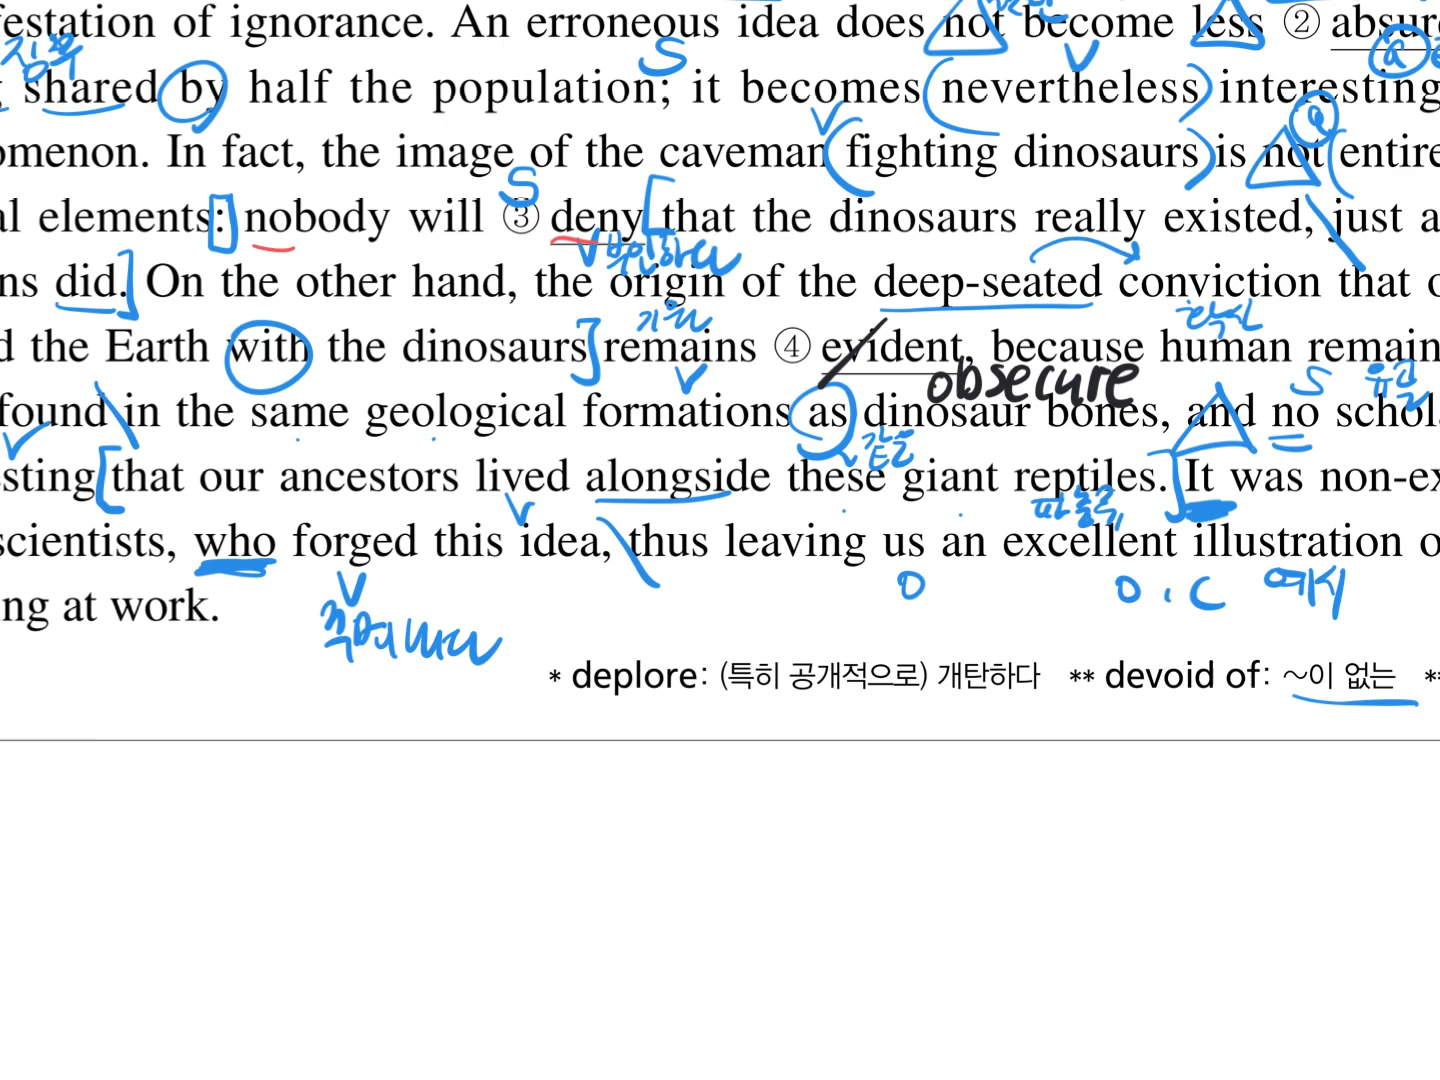 festation of ignorance. An erroneous idea does not become less ② absur
shared by half the population; it becomes nevertheless interesting
omenon. In fact, the image of the caveman fighting dinosaurs is not entire
al elements: nobody will ③ deny that the dinosaurs really existed, just a
부인하다
ns did. On the other hand, the origin of the deep-seated conviction that o
기원 확신
d the Earth with the dinosaurs remains ④ evident, because human remain
obsecure
유골
found in the same geological formations as dinosaur bones, and no schol
같은
sting that our ancestors lived alongside these giant reptiles. It was non-ex
파충류
scientists, who forged this idea, thus leaving us an excellent illustration o
O O.C 예시
ng at work.
* deplore: (특히 공개적으로) 개탄하다 ** devoid of: ~이 없는 **